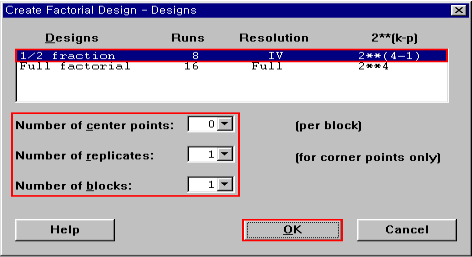 Create Factorial Design - Designs
Designs Runs Resolution 2**(k-p)
1/2 fraction 8 IV 2**(4-1)
Full factorial 16 Full 2**4
Number of center points: 0 (per block)
Number of replicates: 1 (for corner points only)
Number of blocks: 1
Help OK Cancel